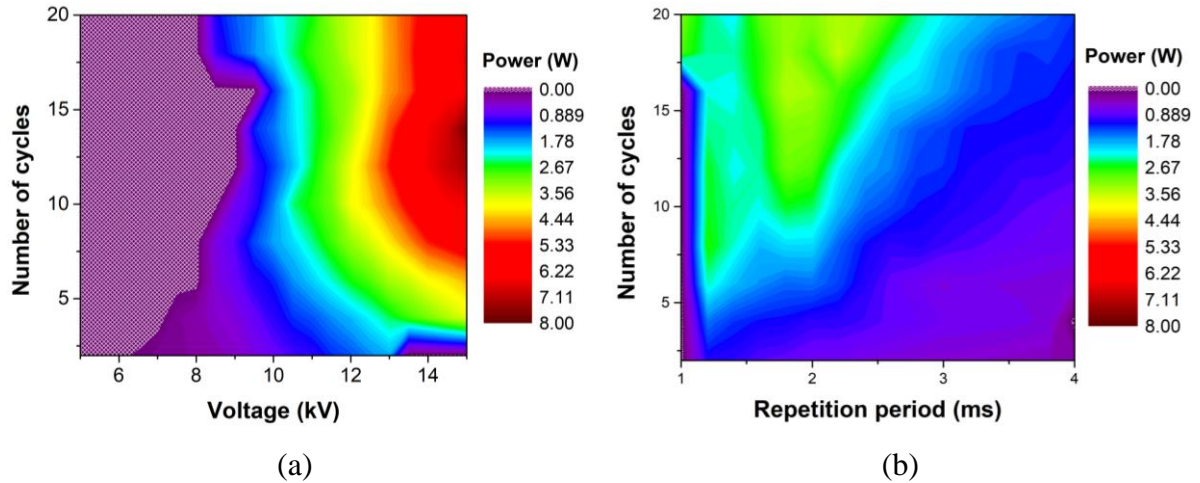 20
15
10
5
Number of cycles
6 8 10 12 14
Voltage (kV)
Power (W)
0.00
0.889
1.78
2.67
3.56
4.44
5.33
6.22
7.11
8.00
(a)
20
15
10
5
Number of cycles
1 2 3 4
Repetition period (ms)
Power (W)
0.00
0.889
1.78
2.67
3.56
4.44
5.33
6.22
7.11
8.00
(b)